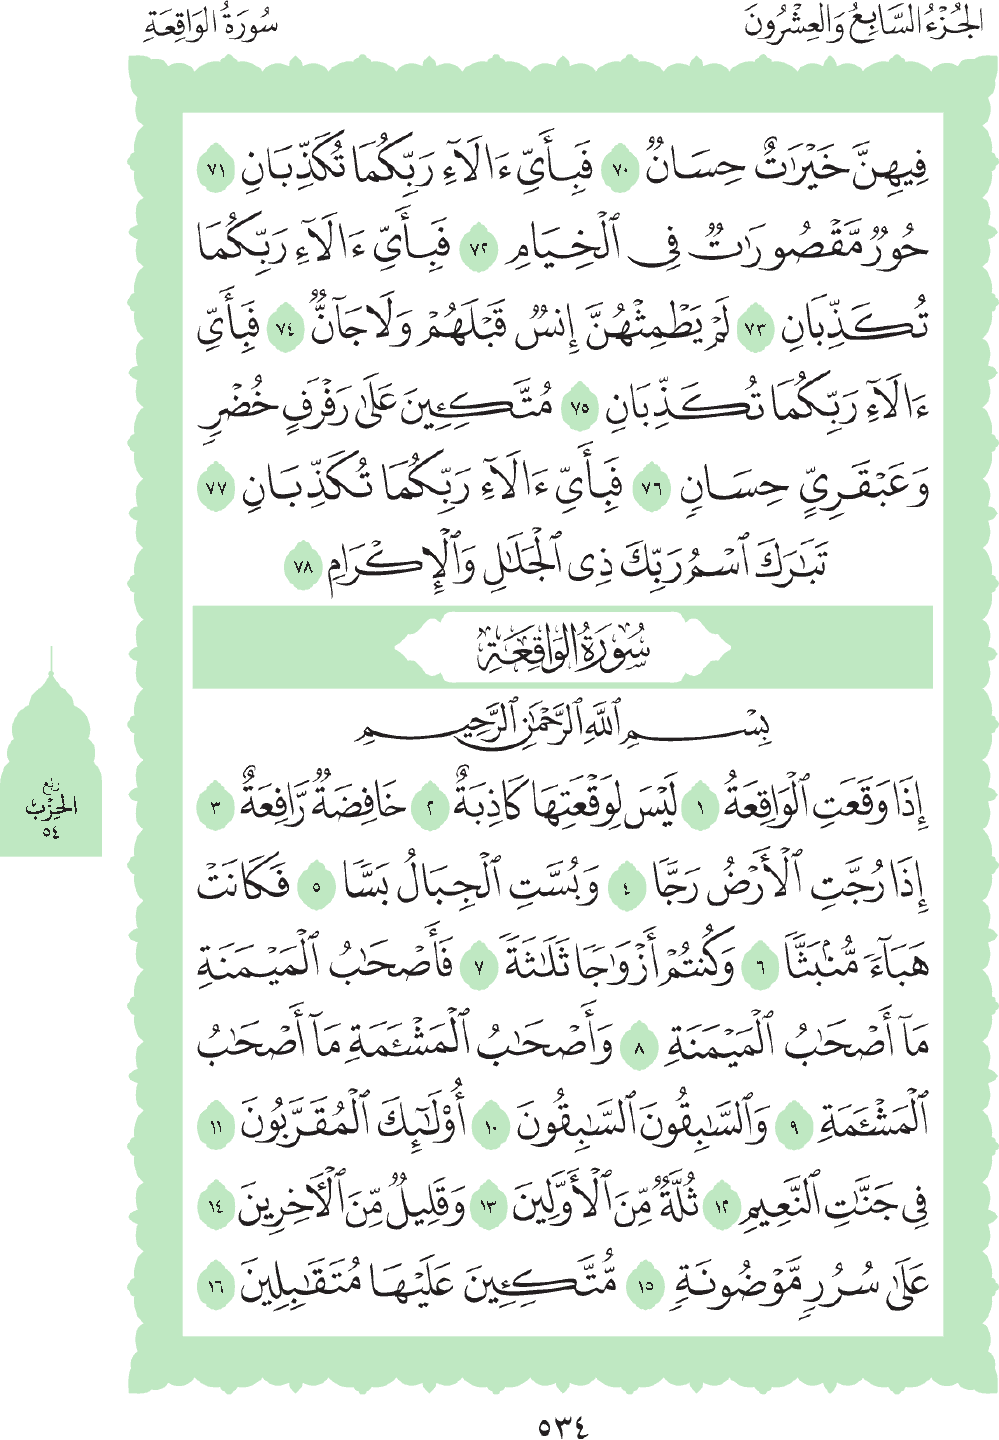 الجُزْءُ السَّابِعُ وَالعِشْرُونَ
سُورَةُ الوَاقِعَةِ
فِيهِنَّ خَيْرَٰتٌ حِسَانٌ ٧٠ فَبِأَيِّ ءَالَآءِ رَبِّكُمَا تُكَذِّبَانِ ٧١
حُورٌ مَّقْصُورَٰتٌ فِى ٱلْخِيَامِ ٧٢ فَبِأَيِّ ءَالَآءِ رَبِّكُمَا
تُكَذِّبَانِ ٧٣ لَمْ يَطْمِثْهُنَّ إِنسٌ قَبْلَهُمْ وَلَا جَآنٌّ ٧٤ فَبِأَيِّ
ءَالَآءِ رَبِّكُمَا تُكَذِّبَانِ ٧٥ مُتَّكِـِٔينَ عَلَىٰ رَفْرَفٍ خُضْرٍ
وَعَبْقَرِيٍّ حِسَانٍ ٧٦ فَبِأَيِّ ءَالَآءِ رَبِّكُمَا تُكَذِّبَانِ ٧٧
تَبَٰرَكَ ٱسْمُ رَبِّكَ ذِى ٱلْجَلَٰلِ وَٱلْإِكْرَامِ ٧٨
سُورَةُ الوَاقِعَةِ
بِسْمِ ٱللَّهِ ٱلرَّحْمَٰنِ ٱلرَّحِيمِ
إِذَا وَقَعَتِ ٱلْوَاقِعَةُ ١ لَيْسَ لِوَقْعَتِهَا كَاذِبَةٌ ٢ خَافِضَةٌ رَّافِعَةٌ ٣
إِذَا رُجَّتِ ٱلْأَرْضُ رَجًّا ٤ وَبُسَّتِ ٱلْجِبَالُ بَسًّا ٥ فَكَانَتْ
هَبَآءً مُّنۢبَثًّا ٦ وَكُنتُمْ أَزْوَٰجًا ثَلَٰثَةً ٧ فَأَصْحَٰبُ ٱلْمَيْمَنَةِ
مَآ أَصْحَٰبُ ٱلْمَيْمَنَةِ ٨ وَأَصْحَٰبُ ٱلْمَشْـَٔمَةِ مَآ أَصْحَٰبُ
ٱلْمَشْـَٔمَةِ ٩ وَٱلسَّٰبِقُونَ ٱلسَّٰبِقُونَ ١٠ أُو۟لَٰٓئِكَ ٱلْمُقَرَّبُونَ ١١
فِى جَنَّٰتِ ٱلنَّعِيمِ ١٢ ثُلَّةٌ مِّنَ ٱلْأَوَّلِينَ ١٣ وَقَلِيلٌ مِّنَ ٱلْءَاخِرِينَ ١٤
عَلَىٰ سُرُرٍ مَّوْضُونَةٍ ١٥ مُّتَّكِـِٔينَ عَلَيْهَا مُتَقَٰبِلِينَ ١٦
رُبْعُ
الحِزْبِ
٥٤
٥٣٤